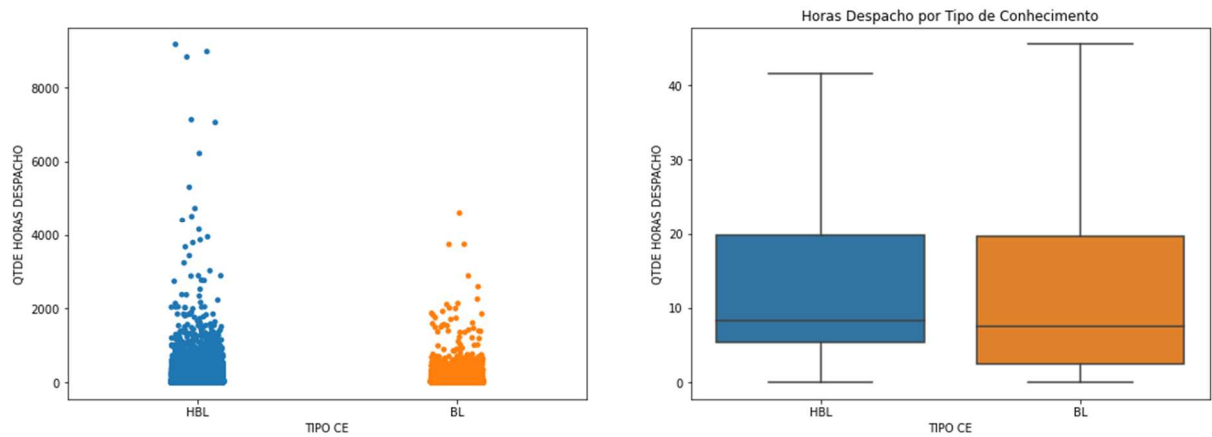 8000
6000
4000
2000
0
QTDE HORAS DESPACHO
HBL
BL
TIPO CE
Horas Despacho por Tipo de Conhecimento
40
30
20
10
0
QTDE HORAS DESPACHO
HBL
BL
TIPO CE